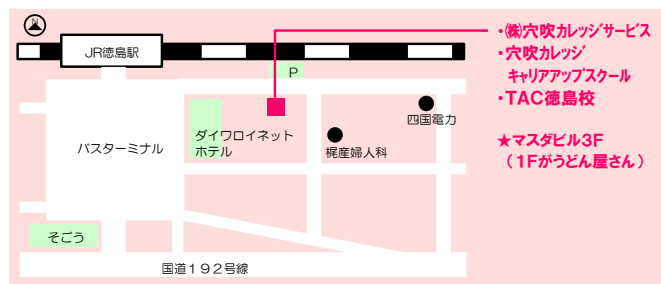 N
JR徳島駅
P
バスターミナル
ダイワロイネット
ホテル
梶産婦人科
四国電力
そごう
国道１９２号線
・㈱穴吹カレッジサービス
・穴吹カレッジ
キャリアアップスクール
・TAC徳島校
★マスダビル3F
（１Fがうどん屋さん）